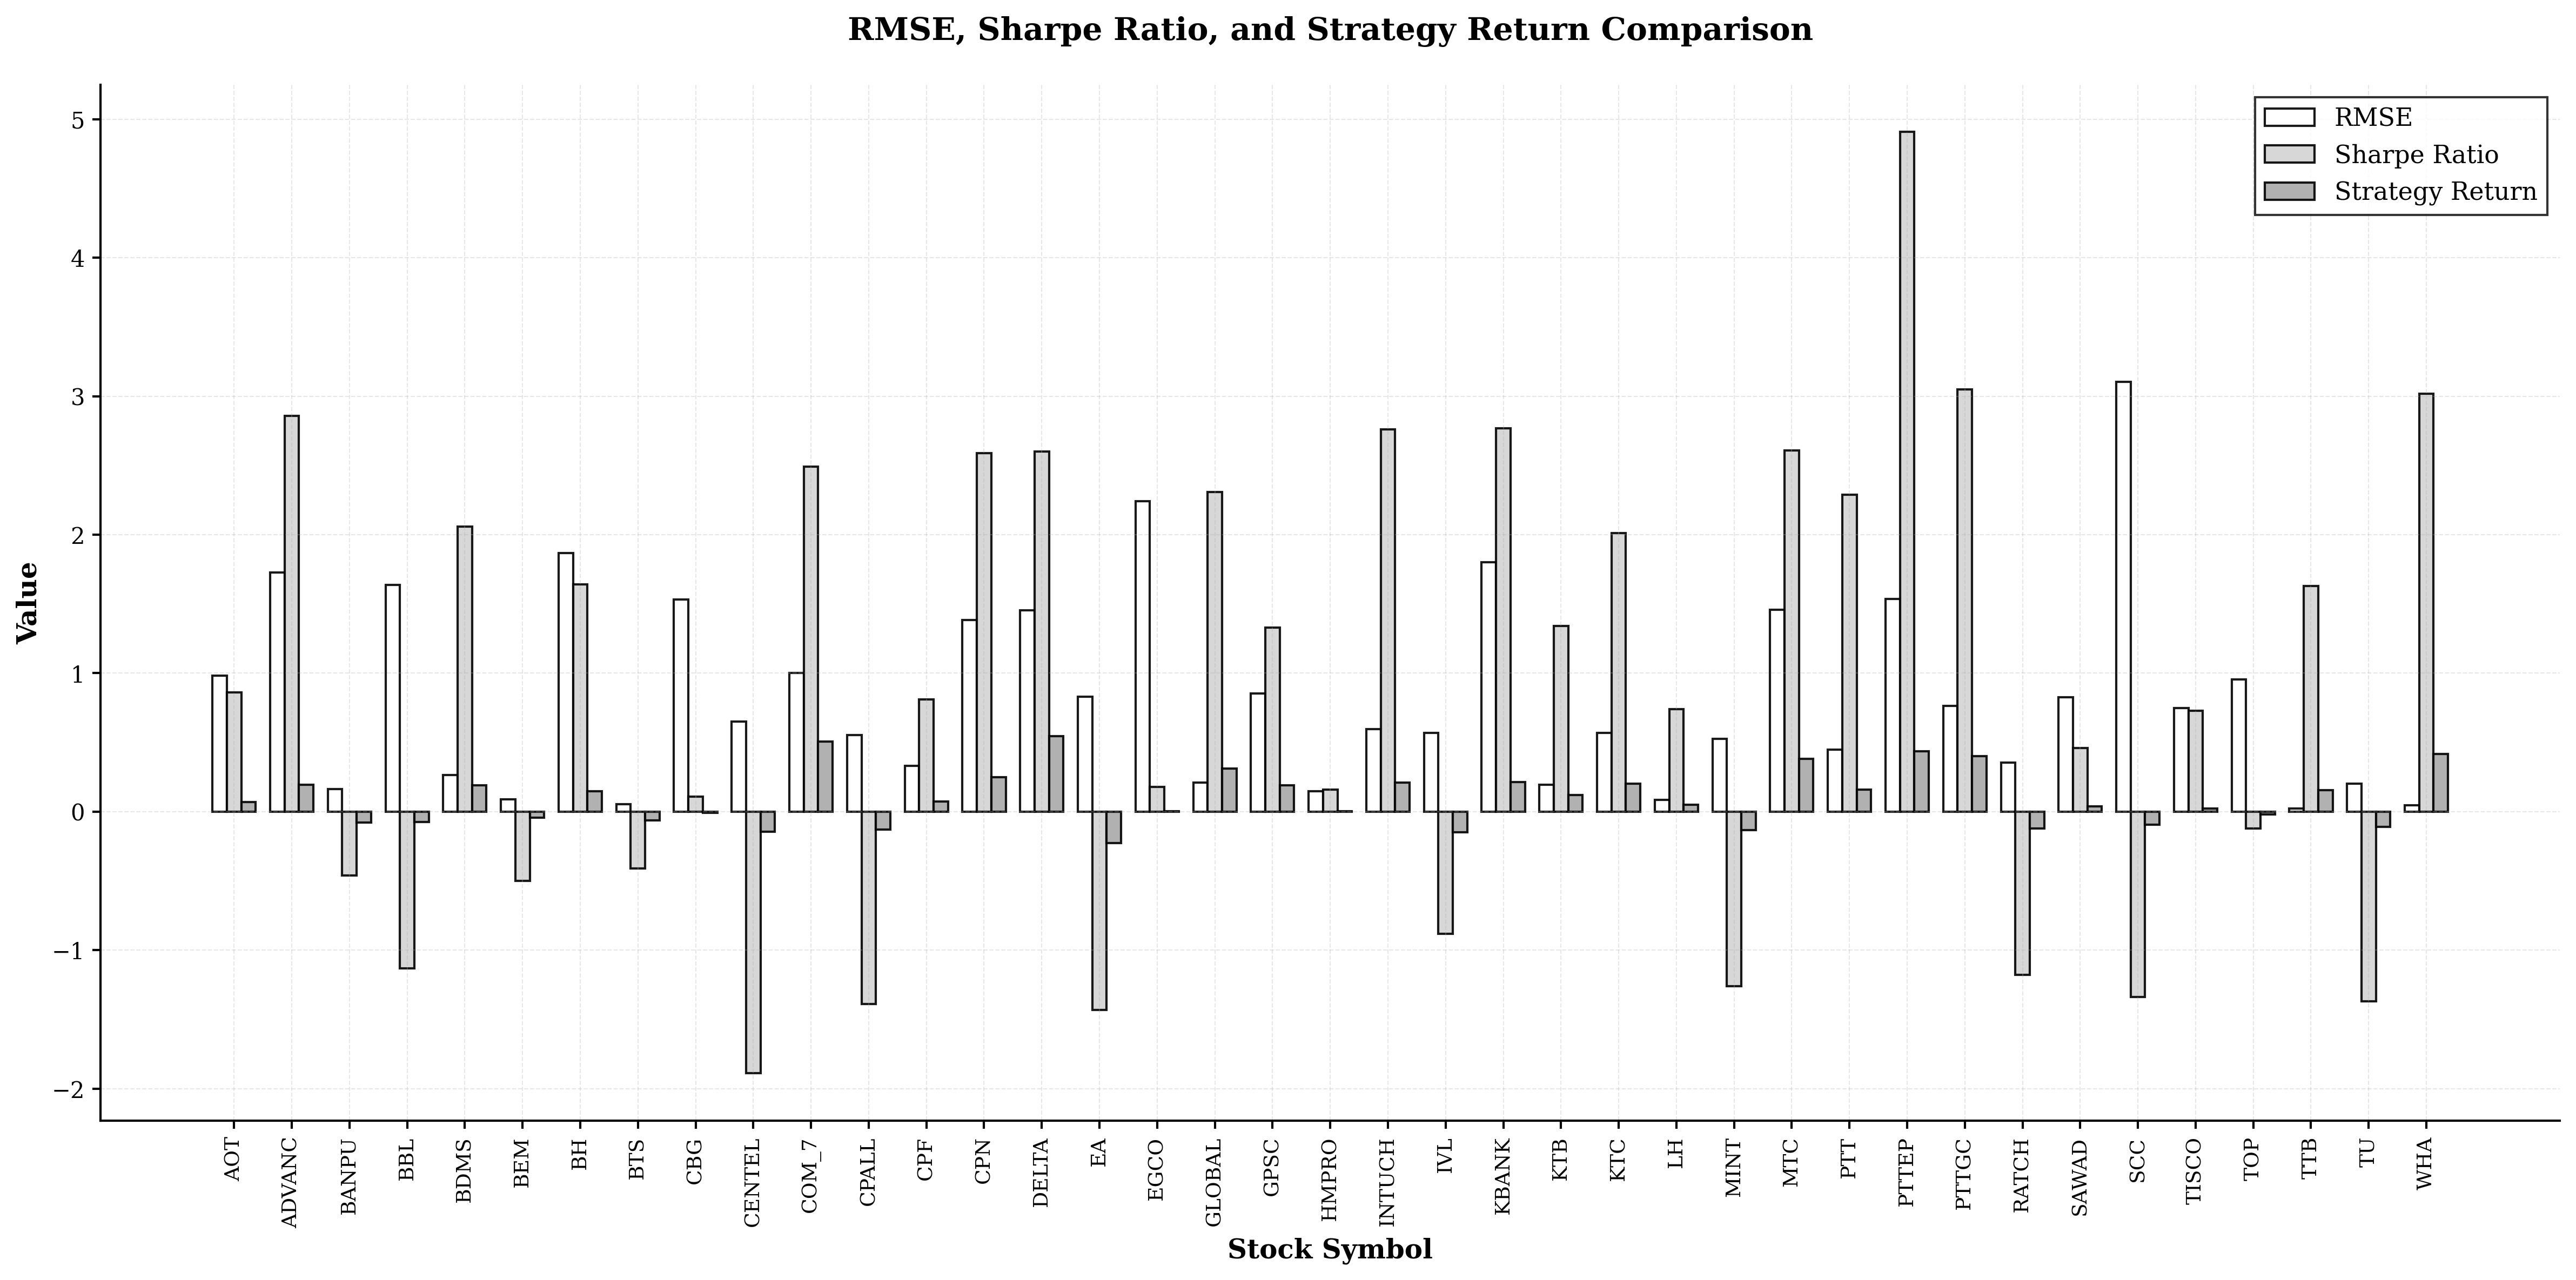 RMSE, Sharpe Ratio, and Strategy Return Comparison
RMSE
Sharpe Ratio
Strategy Return
Value
5
4
3
2
1
0
−1
−2
AOT
ADVANC
BANPU
BBL
BDMS
BEM
BH
BTS
CBG
CENTEL
COM_7
CPALL
CPF
CPN
DELTA
EA
EGCO
GLOBAL
GPSC
HMPRO
INTUCH
IVL
KBANK
KTB
KTC
LH
MINT
MTC
PTT
PTTEP
PTTGC
RATCH
SAWAD
SCC
TISCO
TOP
TTB
TU
WHA
Stock Symbol